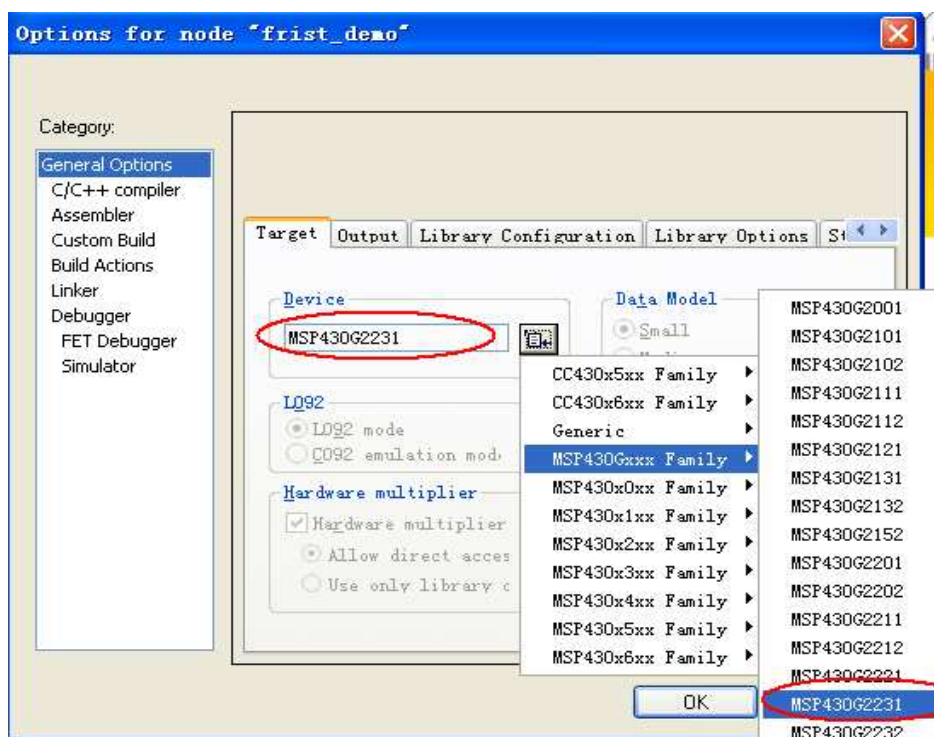 Options for node "frist_demo"
Category:
General Options
C/C++ compiler
Assembler
Custom Build
Build Actions
Linker
Debugger
FET Debugger
Simulator
Target Output Library Configuration Library Options
Device
MSP430G2231
Data Model
Small
L092
L092 mode
C092 emulation
Hardware multiplier
Hardware multiplier
Allow direct
Use only library
CC430x5xx Family
CC430x6xx Family
Generic
MSP430Gxxx Family
MSP430x0xx Family
MSP430x1xx Family
MSP430x2xx Family
MSP430x3xx Family
MSP430x4xx Family
MSP430x5xx Family
MSP430x6xx Family
MSP430G2001
MSP430G2101
MSP430G2102
MSP430G2111
MSP430G2112
MSP430G2121
MSP430G2131
MSP430G2132
MSP430G2152
MSP430G2201
MSP430G2202
MSP430G2211
MSP430G2212
MSP430G2221
MSP430G2231
MSP430G2232
OK